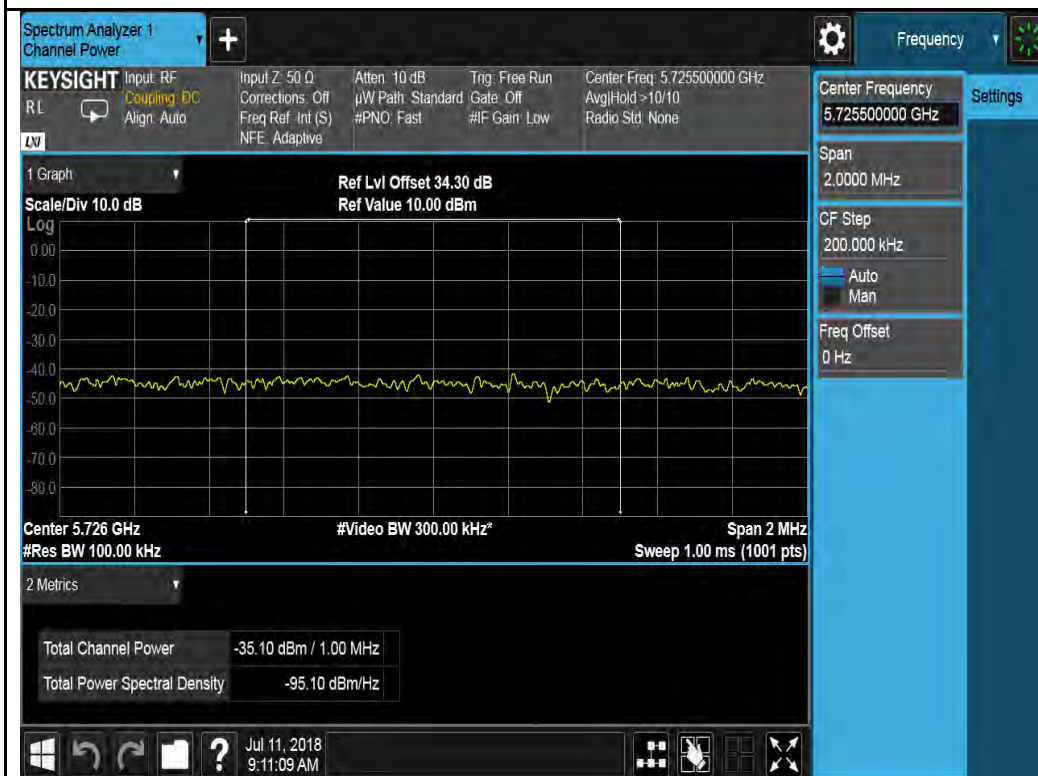 Spectrum Analyzer 1
Channel Power
Frequency
KEYSIGHT
RL
LXI
Input: RF
Coupling: DC
Align: Auto
Input Z: 50 Ω
Corrections: Off
Freq Ref: Int (S)
NFE: Adaptive
Atten: 10 dB
µW Path: Standard
#PNO: Fast
Trig: Free Run
Gate: Off
#IF Gain: Low
Center Freq: 5.725500000 GHz
Avg|Hold >10/10
Radio Std: None
Center Frequency
5.725500000 GHz
Settings
Span
2.0000 MHz
CF Step
200.000 kHz
Auto
Man
Freq Offset
0 Hz
1 Graph
Scale/Div 10.0 dB
Ref Lvl Offset 34.30 dB
Ref Value 10.00 dBm
Log
0.00
-10.0
-20.0
-30.0
-40.0
-50.0
-60.0
-70.0
-80.0
Center 5.726 GHz
#Video BW 300.00 kHz*
Span 2 MHz
#Res BW 100.00 kHz
Sweep 1.00 ms (1001 pts)
2 Metrics
Total Channel Power -35.10 dBm / 1.00 MHz
Total Power Spectral Density -95.10 dBm/Hz
?
Jul 11, 2018
9:11:09 AM